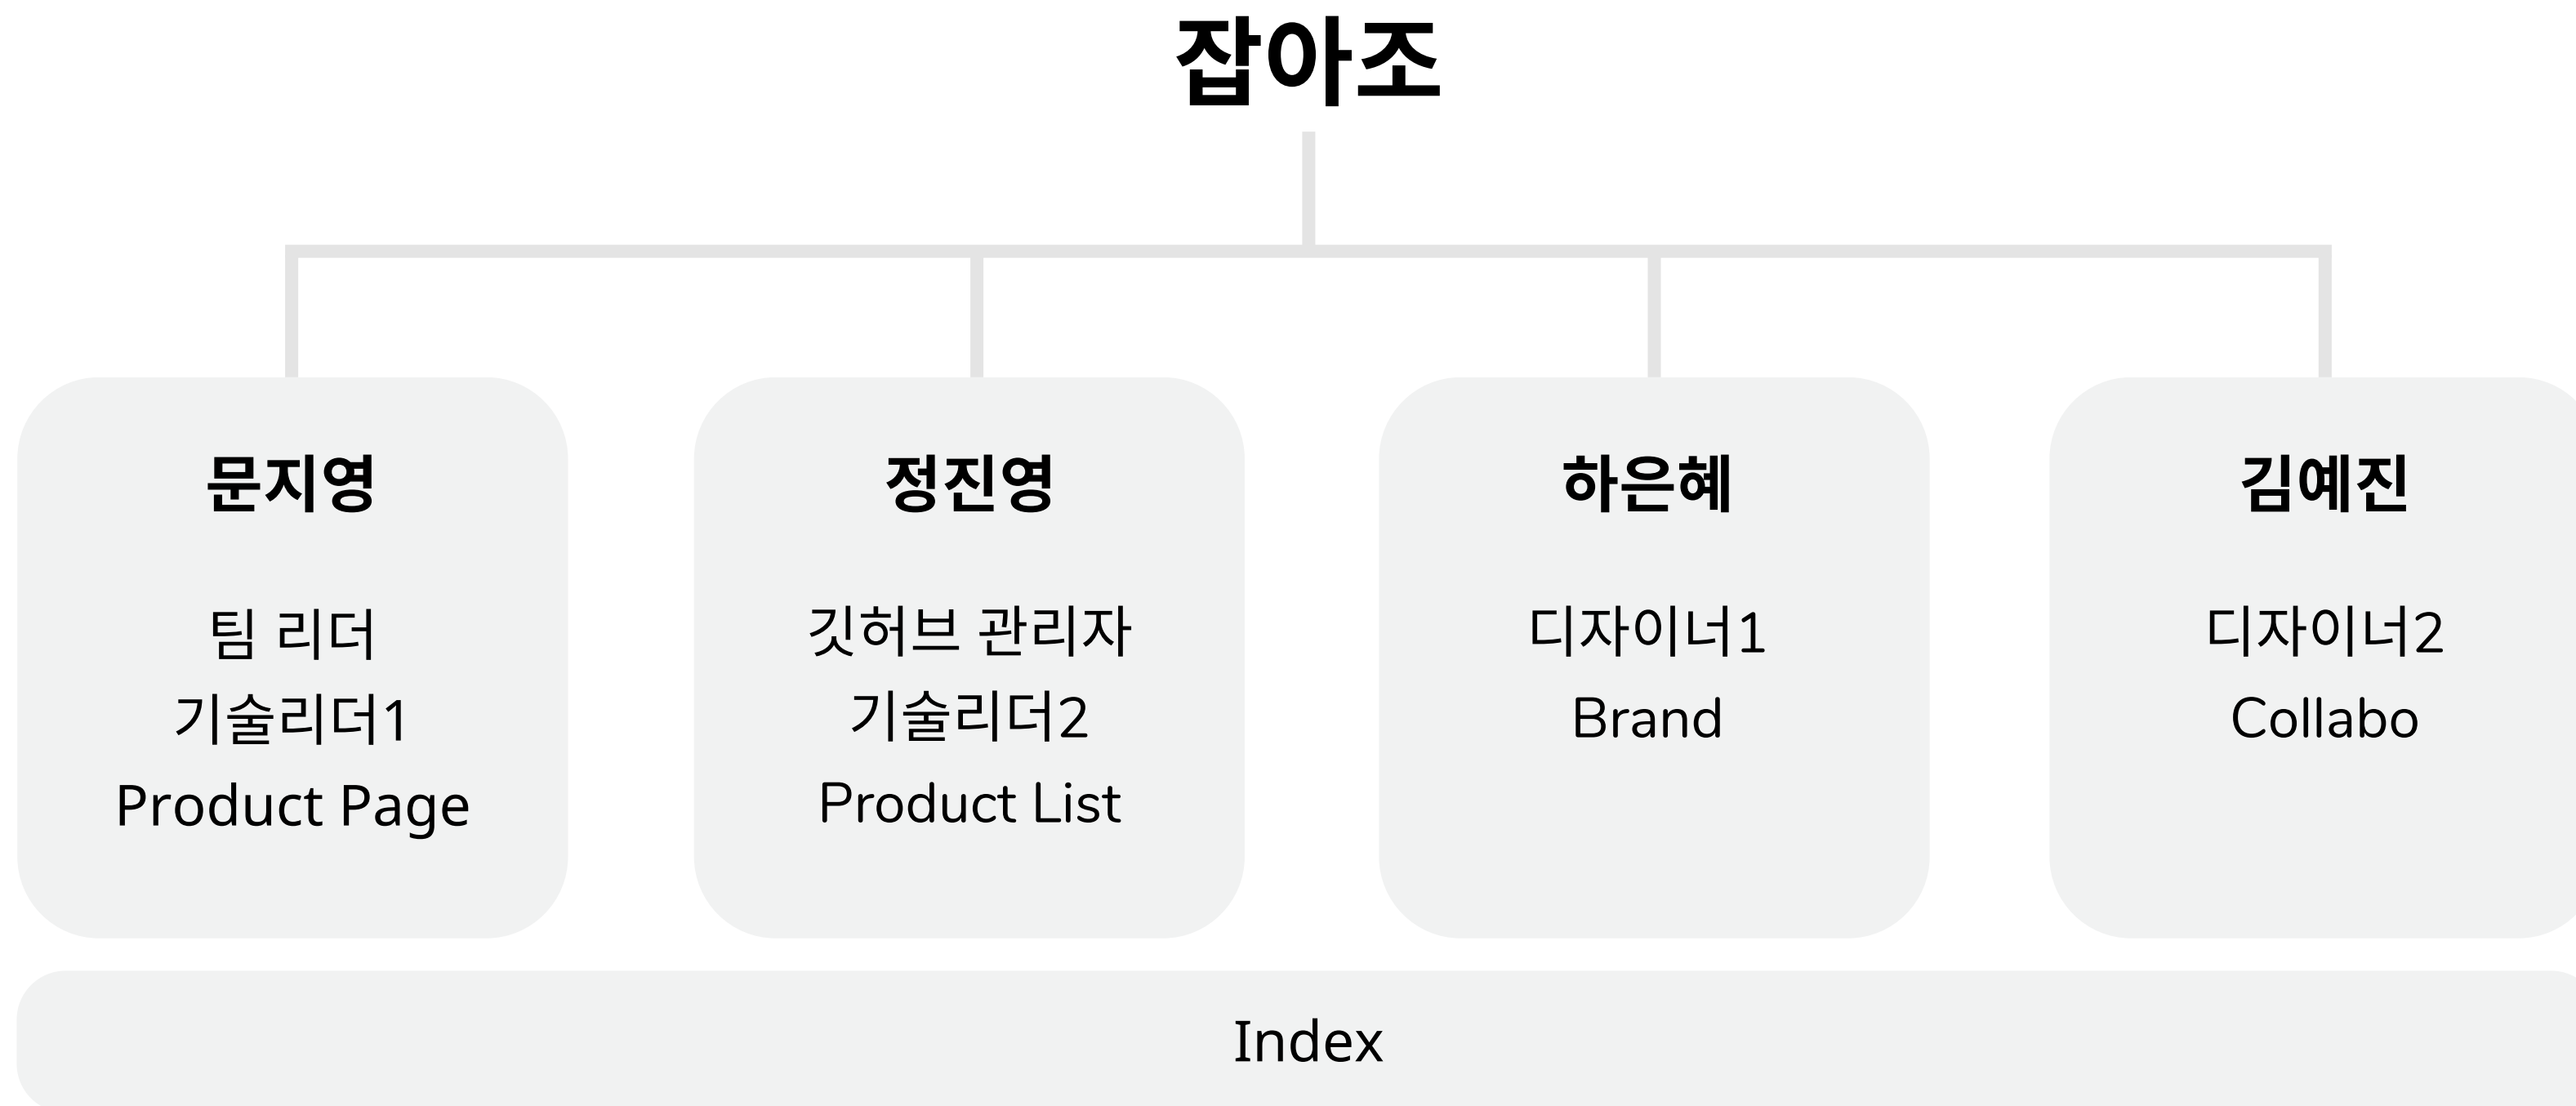 잡아조
문지영
팀 리더
기술리더1
Product Page
정진영
깃허브 관리자
기술리더2
Product List
하은혜
디자이너1
Brand
김예진
디자이너2
Collabo
Index